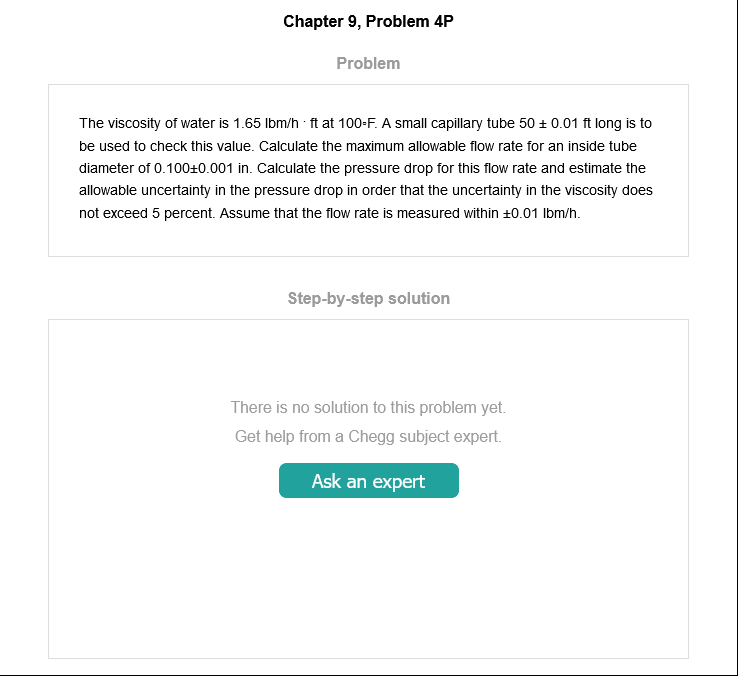 Chapter 9, Problem 4P
Problem
The viscosity of water is 1.65 lbm/h · ft at 100◦F. A small capillary tube 50 ± 0.01 ft long is to
be used to check this value. Calculate the maximum allowable flow rate for an inside tube
diameter of 0.100±0.001 in. Calculate the pressure drop for this flow rate and estimate the
allowable uncertainty in the pressure drop in order that the uncertainty in the viscosity does
not exceed 5 percent. Assume that the flow rate is measured within ±0.01 lbm/h.
Step-by-step solution
There is no solution to this problem yet.
Get help from a Chegg subject expert.
Ask an expert